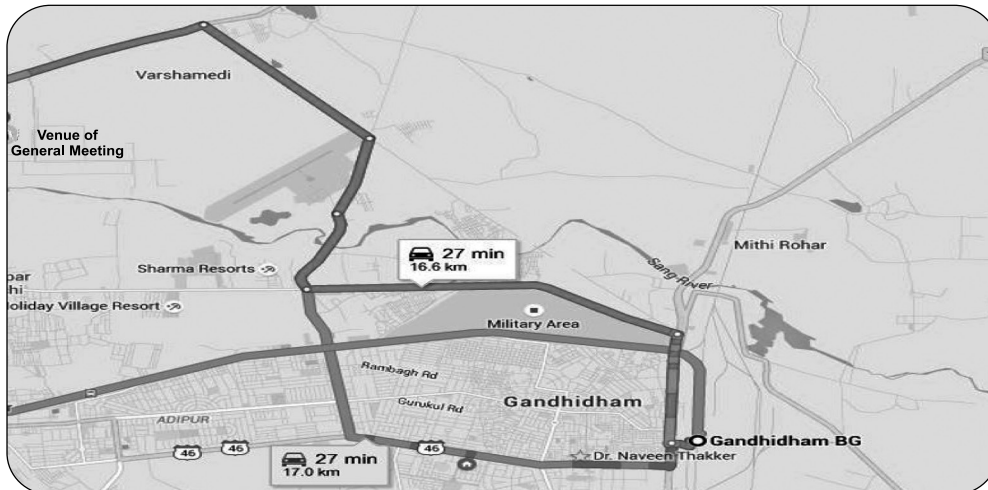 Varshamedi
Venue of
General Meeting
27 min
16.6 km
Mithi Rohar
Sharma Resorts
Sang River
Holiday Village Resort
Military Area
Rambagh Rd
Gandhidham
Gurukul Rd
ADIPUR
Gandhidham BG
46
46
46
Dr. Naveen Thakker
27 min
17.0 km